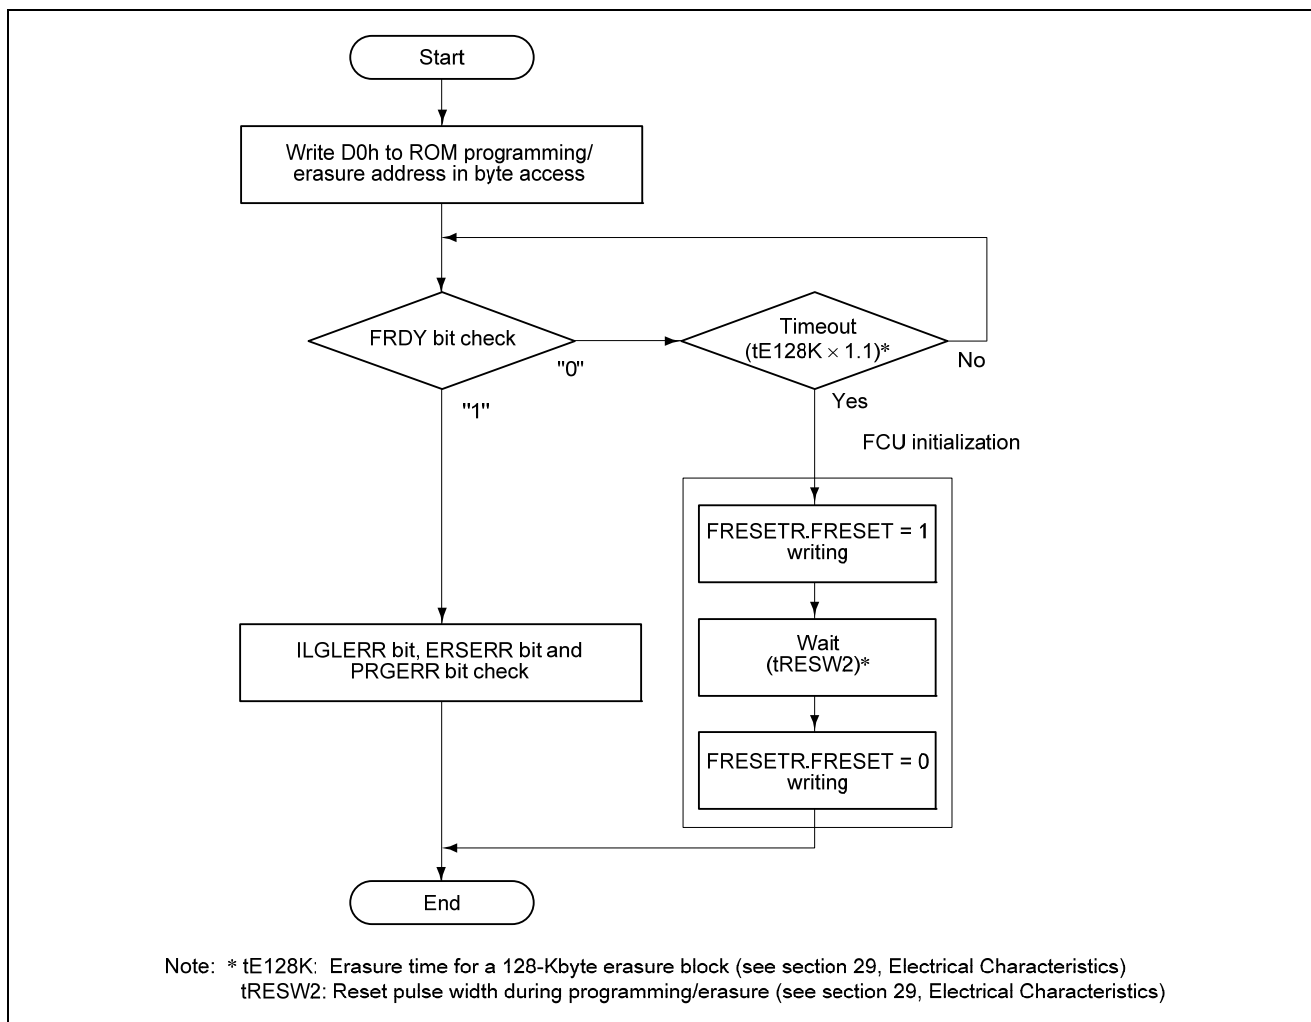 Start
Write D0h to ROM programming/
erasure address in byte access
FRDY bit check
"0"
"1"
Timeout
(tE128K × 1.1)*
No
Yes
FCU initialization
FRESETR.FRESET = 1
writing
Wait
(tRESW2)*
FRESETR.FRESET = 0
writing
ILGLERR bit, ERSERR bit and
PRGERR bit check
End
Note: * tE128K: Erasure time for a 128-Kbyte erasure block (see section 29, Electrical Characteristics)
tRESW2: Reset pulse width during programming/erasure (see section 29, Electrical Characteristics)